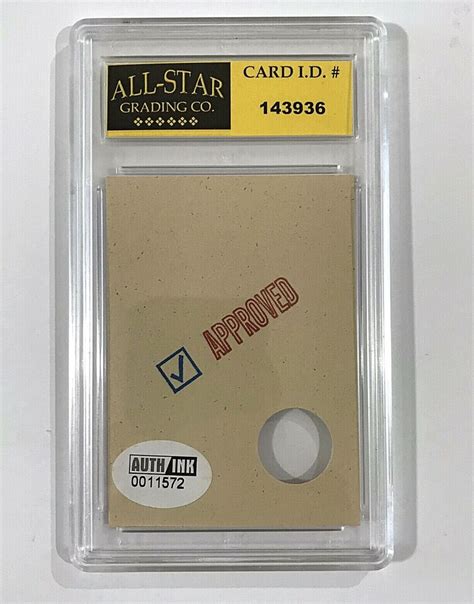 ALL-STAR
GRADING CO.
CARD I.D. #
143936
APPROVED
AUTH/INK
0011572